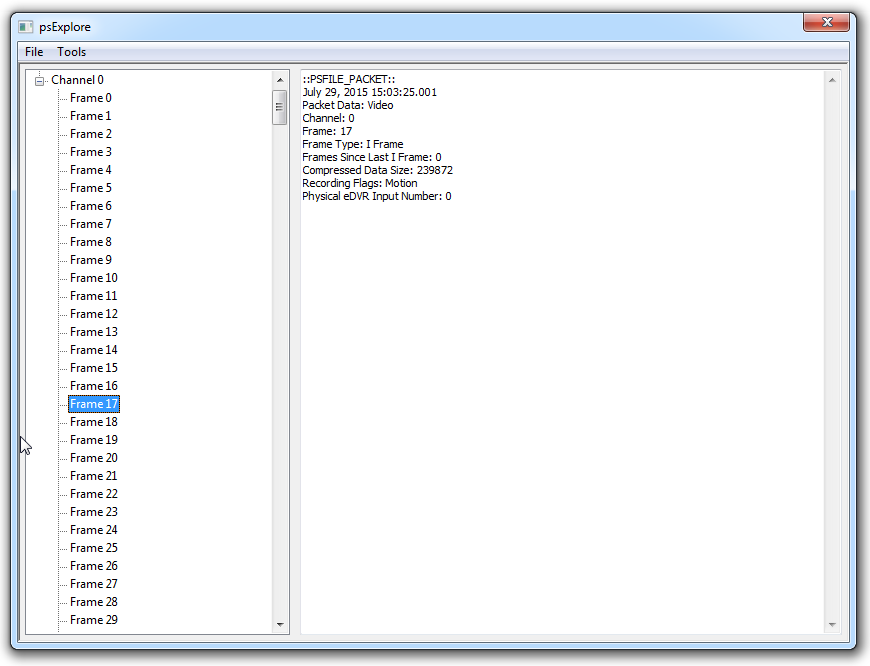 psExplore
File Tools
Channel 0
Frame 0
Frame 1
Frame 2
Frame 3
Frame 4
Frame 5
Frame 6
Frame 7
Frame 8
Frame 9
Frame 10
Frame 11
Frame 12
Frame 13
Frame 14
Frame 15
Frame 16
Frame 17
Frame 18
Frame 19
Frame 20
Frame 21
Frame 22
Frame 23
Frame 24
Frame 25
Frame 26
Frame 27
Frame 28
Frame 29
::PSFILE_PACKET::
July 29, 2015 15:03:25.001
Packet Data: Video
Channel: 0
Frame: 17
Frame Type: I Frame
Frames Since Last I Frame: 0
Compressed Data Size: 239872
Recording Flags: Motion
Physical eDVR Input Number: 0